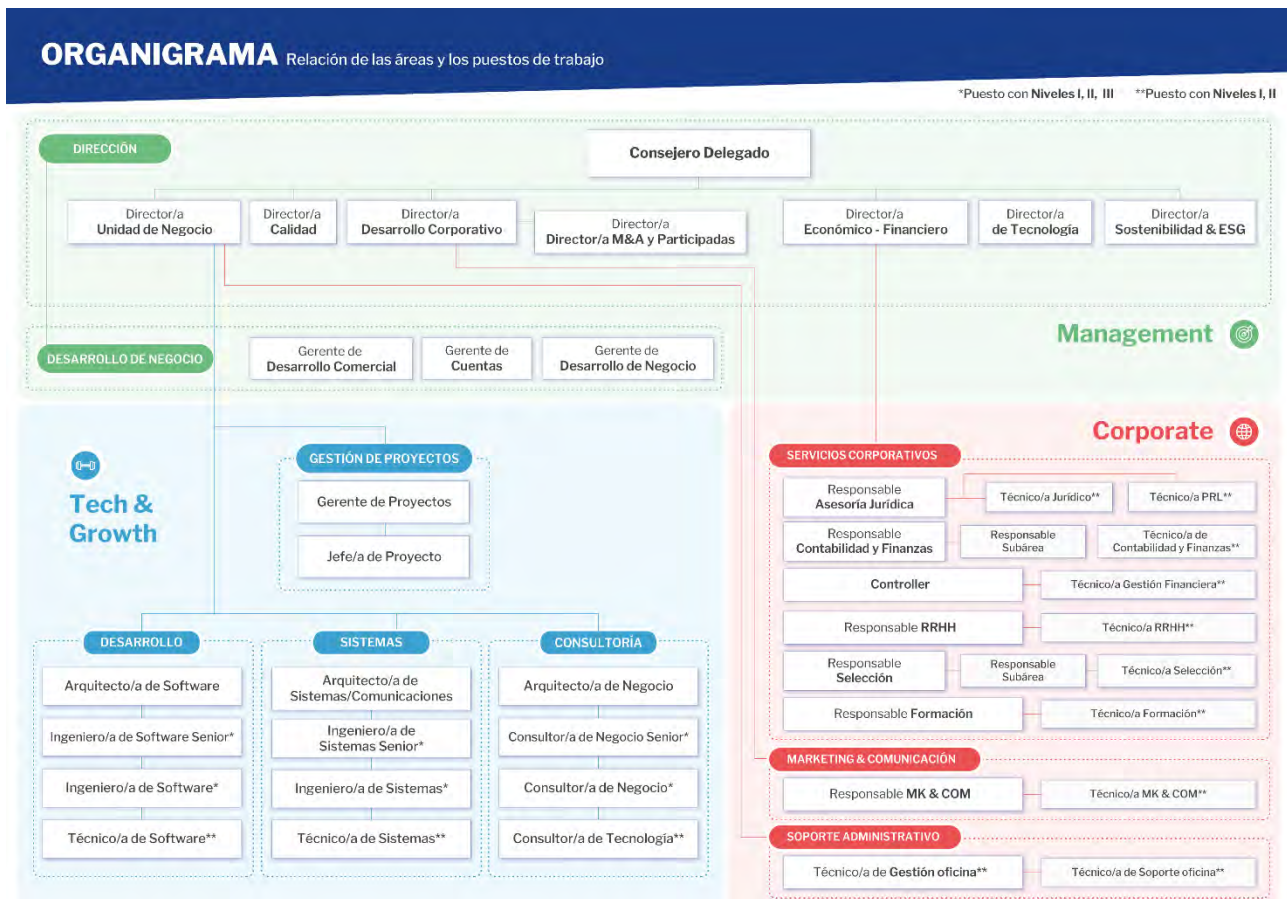 ORGANIGRAMA Relación de las áreas y los puestos de trabajo
*Puesto con Niveles I, II, III **Puesto con Niveles I, II
DIRECCIÓN
Consejero Delegado
Director/a
Unidad de Negocio
Director/a
Calidad
Director/a
Desarrollo Corporativo
Director/a
Director/a M&A y Participadas
Director/a
Económico - Financiero
Director/a
de Tecnología
Director/a
Sostenibilidad & ESG
Management
DESARROLLO DE NEGOCIO
Gerente de
Desarrollo Comercial
Gerente de
Cuentas
Gerente de
Desarrollo de Negocio
Tech &
Growth
GESTIÓN DE PROYECTOS
Gerente de Proyectos
Jefe/a de Proyecto
DESARROLLO
Arquitecto/a de Software
Ingeniero/a de Software Senior*
Ingeniero/a de Software*
Técnico/a de Software**
SISTEMAS
Arquitecto/a de
Sistemas/Comunicaciones
Ingeniero/a de
Sistemas Senior*
Ingeniero/a de Sistemas*
Técnico/a de Sistemas**
CONSULTORÍA
Arquitecto/a de Negocio
Consultor/a de Negocio Senior*
Consultor/a de Negocio*
Consultor/a de Tecnología**
Corporate
SERVICIOS CORPORATIVOS
Responsable
Asesoría Jurídica
Técnico/a Jurídico**
Técnico/a PRL**
Responsable
Contabilidad y Finanzas
Responsable
Subárea
Técnico/a de
Contabilidad y Finanzas**
Controller
Técnico/a Gestión Financiera**
Responsable RRHH
Técnico/a RRHH**
Responsable
Selección
Responsable
Subárea
Técnico/a Selección**
Responsable Formación
Técnico/a Formación**
MARKETING & COMUNICACIÓN
Responsable MK & COM
Técnico/a MK & COM**
SOPORTE ADMINISTRATIVO
Técnico/a de Gestión oficina**
Técnico/a de Soporte oficina**